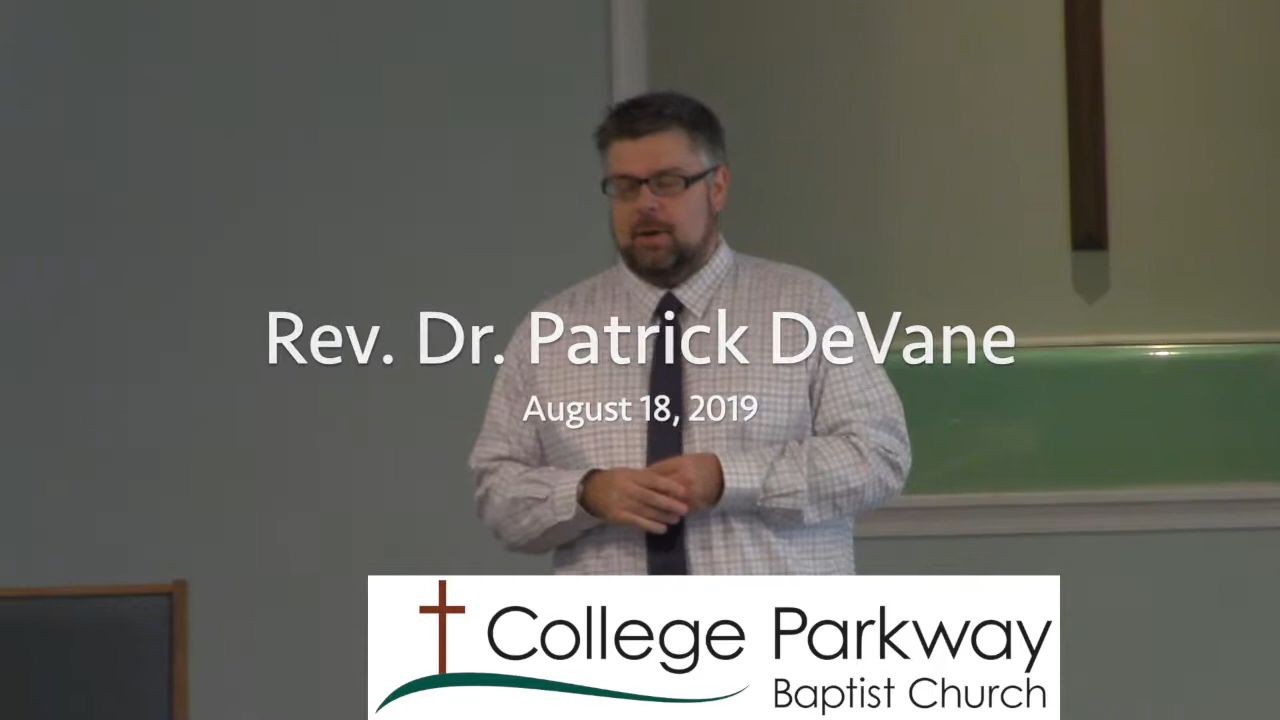 Rev. Dr. Patrick DeVane
August 18, 2019
College Parkway
Baptist Church